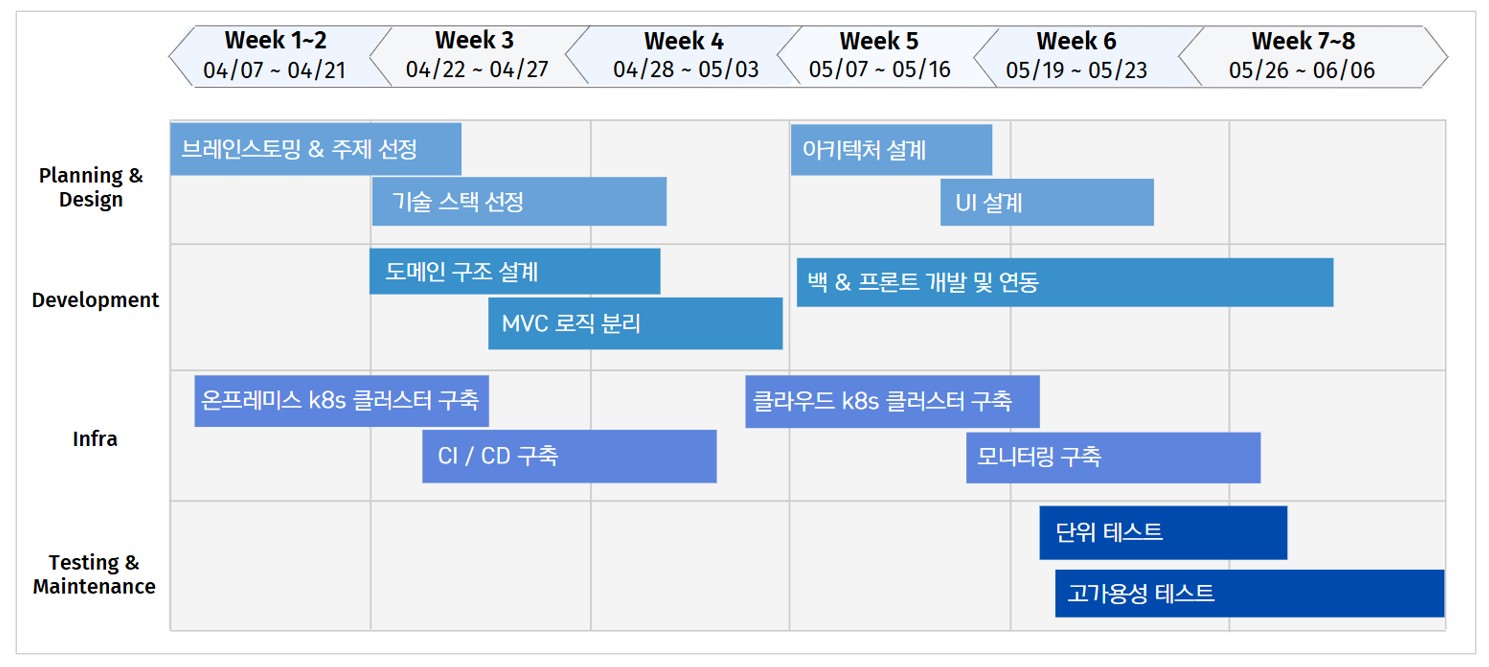 Week 1~2
04/07 ~ 04/21
Week 3
04/22 ~ 04/27
Week 4
04/28 ~ 05/03
Week 5
05/07 ~ 05/16
Week 6
05/19 ~ 05/23
Week 7~8
05/26 ~ 06/06
Planning &
Design
브레인스토밍 & 주제 선정
아키텍처 설계
기술 스택 선정
UI 설계
Development
도메인 구조 설계
백 & 프론트 개발 및 연동
MVC 로직 분리
Infra
온프레미스 k8s 클러스터 구축
클라우드 k8s 클러스터 구축
CI / CD 구축
모니터링 구축
Testing &
Maintenance
단위 테스트
고가용성 테스트